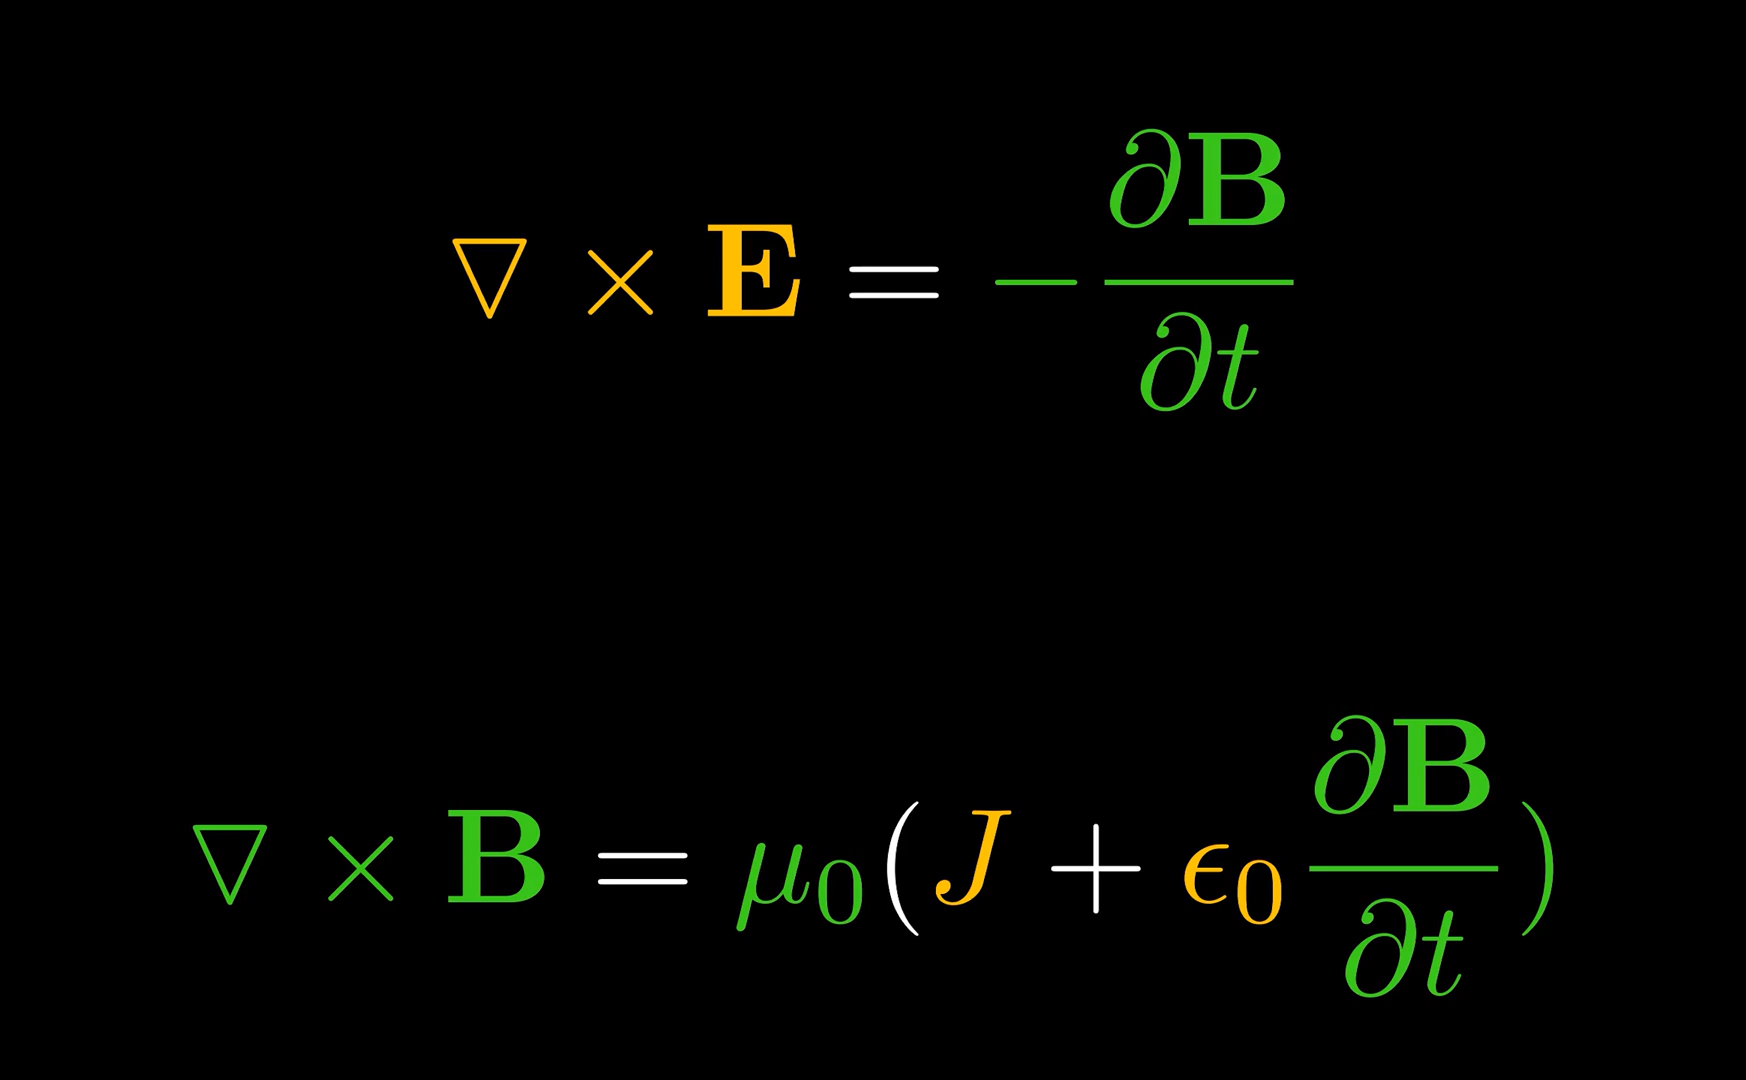 ∇ × 𝐄 = −∂𝐁/∂t
∇ × 𝐁 = μ₀(J + ϵ₀ ∂𝐁/∂t)